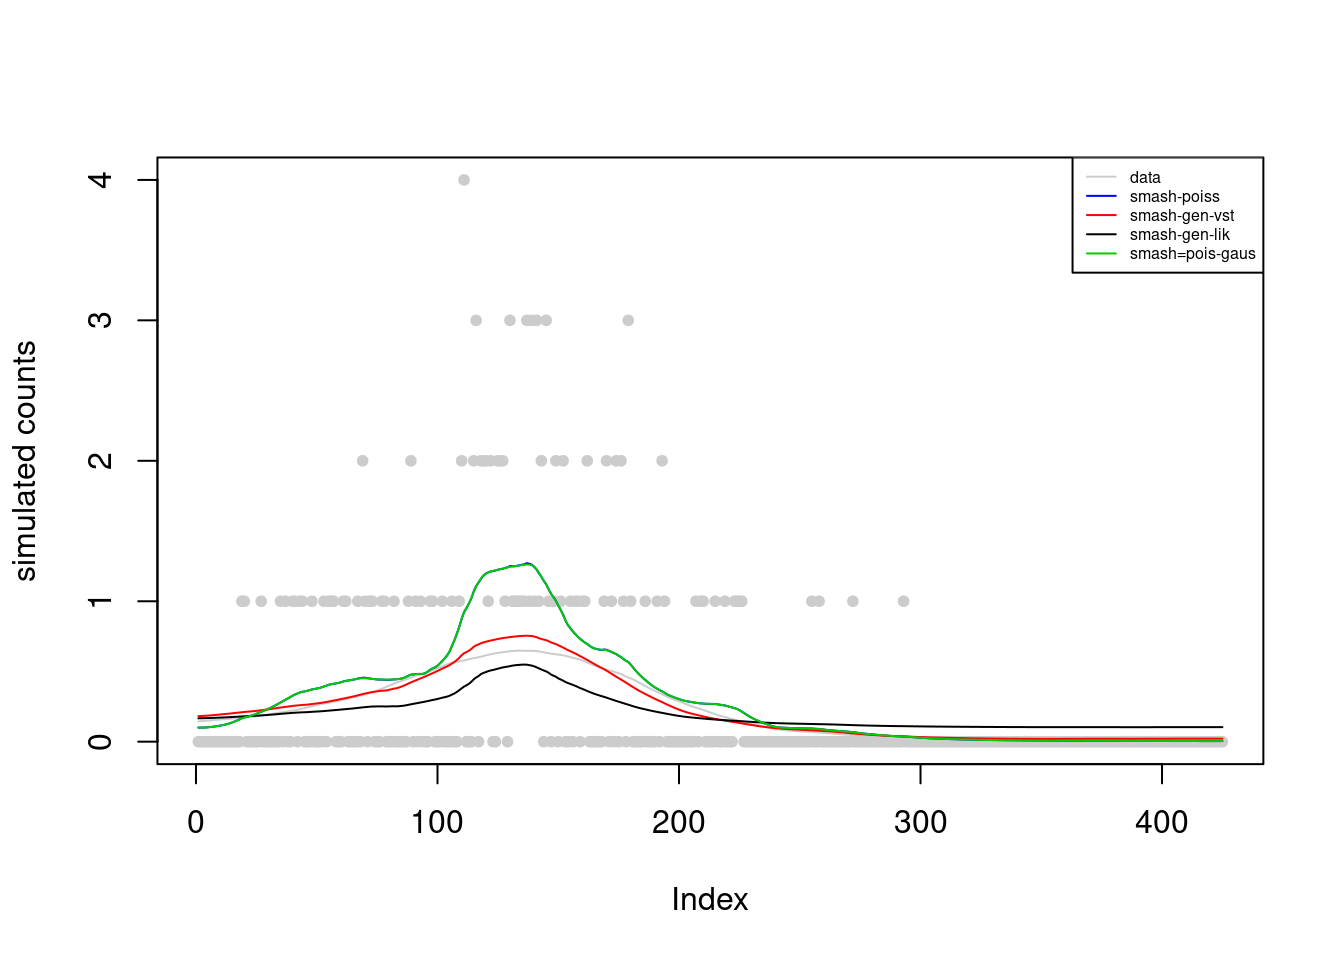 data
smash-poiss
smash-gen-vst
smash-gen-lik
smash=pois-gaus
4
3
2
1
0
simulated counts
0 100 200 300 400
Index